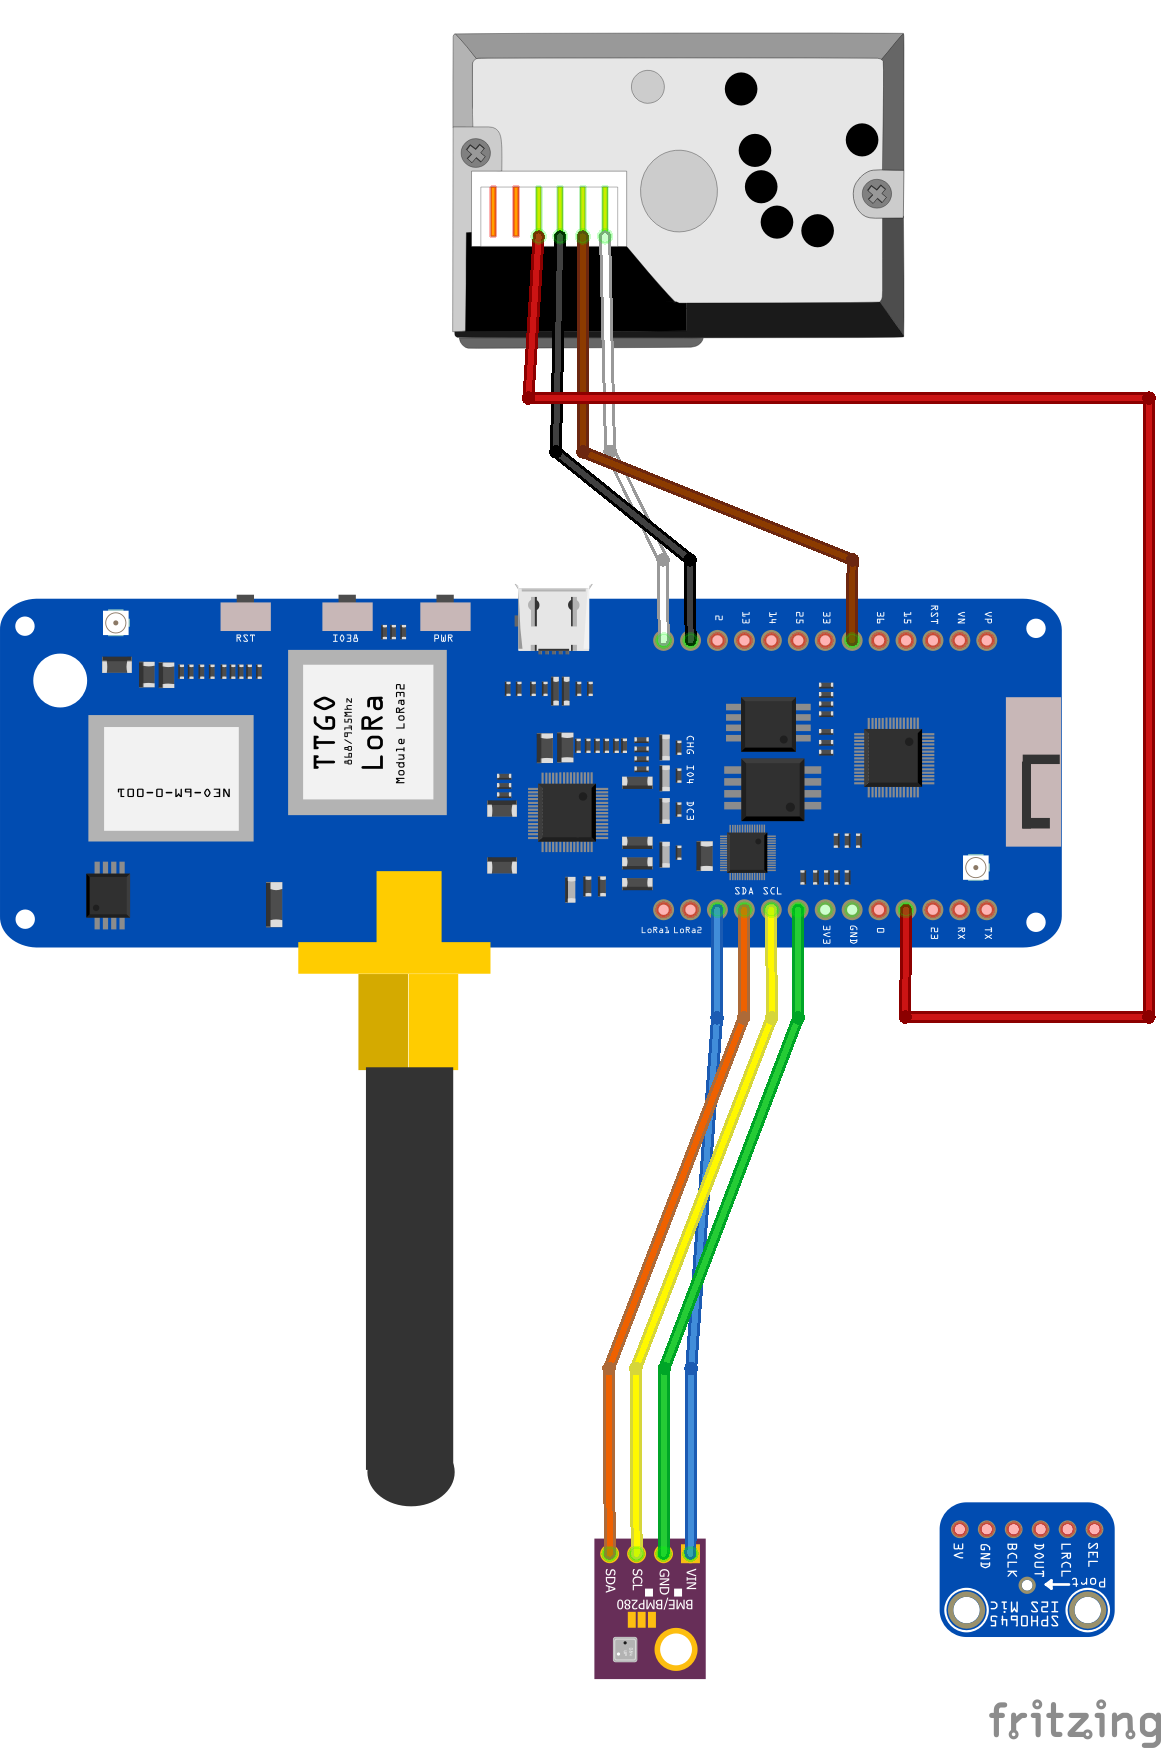 RST
IO38
PWR
2
13
14
25
33
36
15
RST
VN
VP
TTGO
868/915Mhz
LoRa
Module LoRa32
NEO-6M-0-001
CHG
IO4
DC3
SDA SCL
LoRa1 LoRa2
3V3
GND
0
23
RX
TX
SDA
SCL
GND
VIN
BME/BMP280
3V
GND
BCLK
DOUT
LRCL
SEL
Port
I2S Mic
SPH0645
fritzing